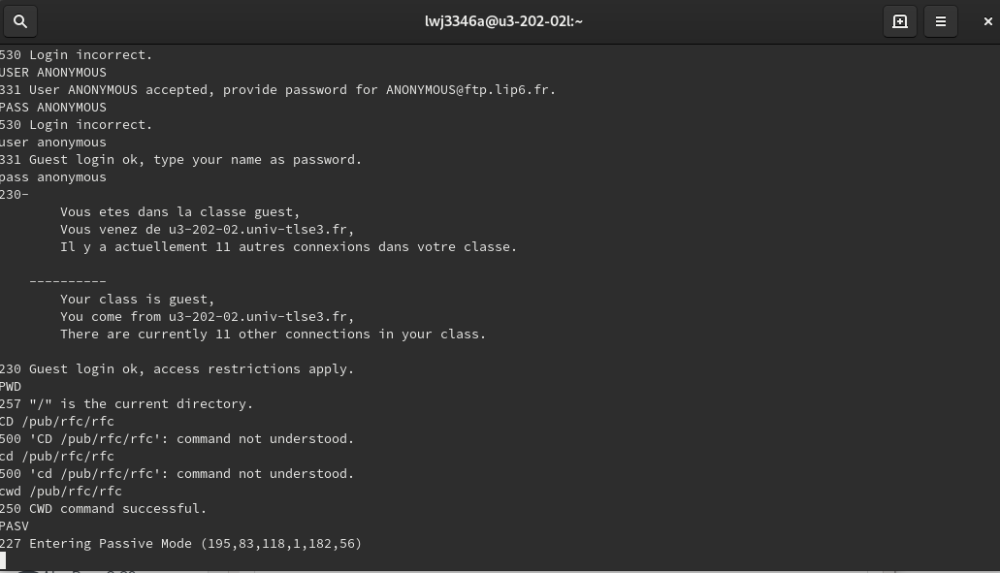 lwj3346a@u3-202-02l:~
530 Login incorrect.
USER ANONYMOUS
331 User ANONYMOUS accepted, provide password for ANONYMOUS@ftp.lip6.fr.
PASS ANONYMOUS
530 Login incorrect.
user anonymous
331 Guest login ok, type your name as password.
pass anonymous
230-
Vous etes dans la classe guest,
Vous venez de u3-202-02.univ-tlse3.fr,
Il y a actuellement 11 autres connexions dans votre classe.
----------
Your class is guest,
You come from u3-202-02.univ-tlse3.fr,
There are currently 11 other connections in your class.
230 Guest login ok, access restrictions apply.
PWD
257 "/" is the current directory.
CD /pub/rfc/rfc
500 'CD /pub/rfc/rfc': command not understood.
cd /pub/rfc/rfc
500 'cd /pub/rfc/rfc': command not understood.
cwd /pub/rfc/rfc
250 CWD command successful.
PASV
227 Entering Passive Mode (195,83,118,1,182,56)